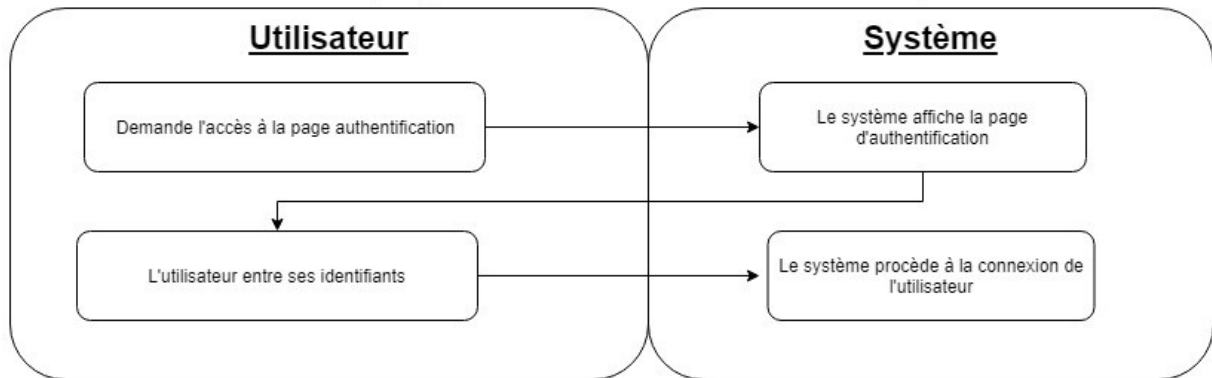 Utilisateur
Système
Demande l'accès à la page authentification
Le système affiche la page
d'authentification
L'utilisateur entre ses identifiants
Le système procède à la connexion de
l'utilisateur